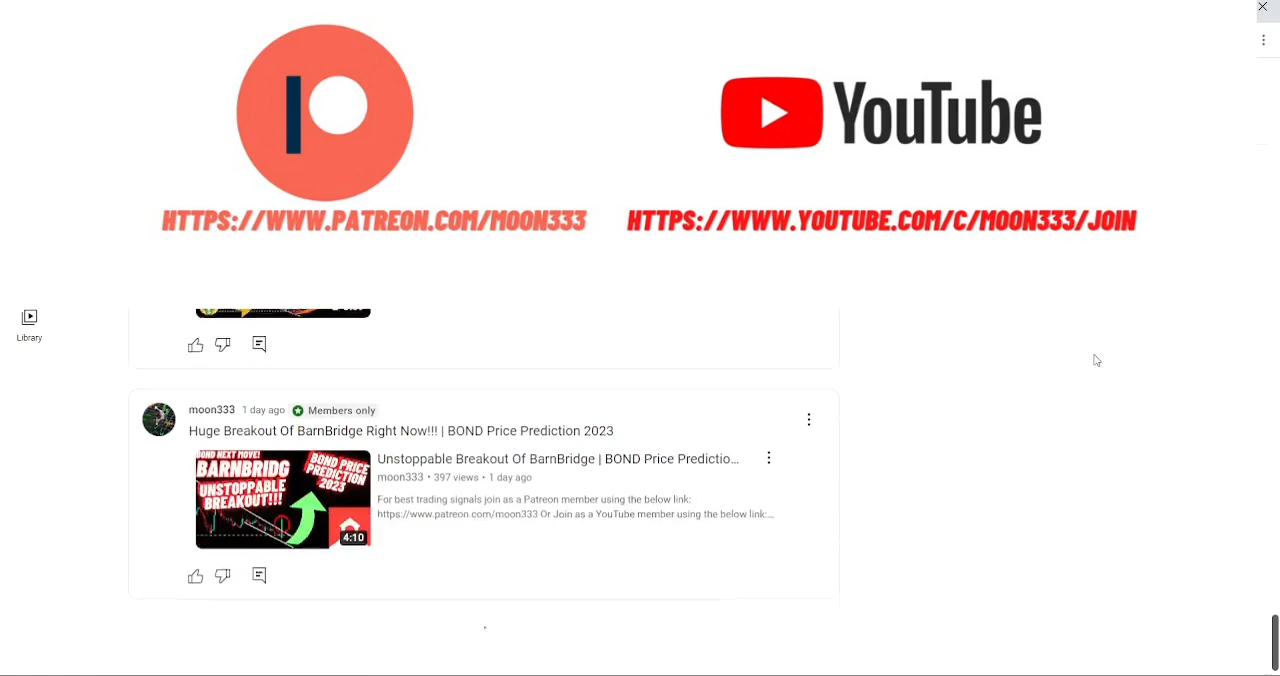 YouTube
HTTPS://WWW.PATREON.COM/MOON333
HTTPS://WWW.YOUTUBE.COM/C/MOON333/JOIN
Library
moon333 1 day ago Members only
Huge Breakout Of BarnBridge Right Now!!! | BOND Price Prediction 2023
BOND NEXT MOVE!
BARNBRIDG
UNSTOPPABLE
BREAKOUT!!!
BOND PRICE
PREDICTION
2023
4:10
Unstoppable Breakout Of BarnBridge | BOND Price Predictio...
moon333 • 397 views • 1 day ago
For best trading signals join as a Patreon member using the below link:
https://www.patreon.com/moon333 Or Join as a YouTube member using the below link:...